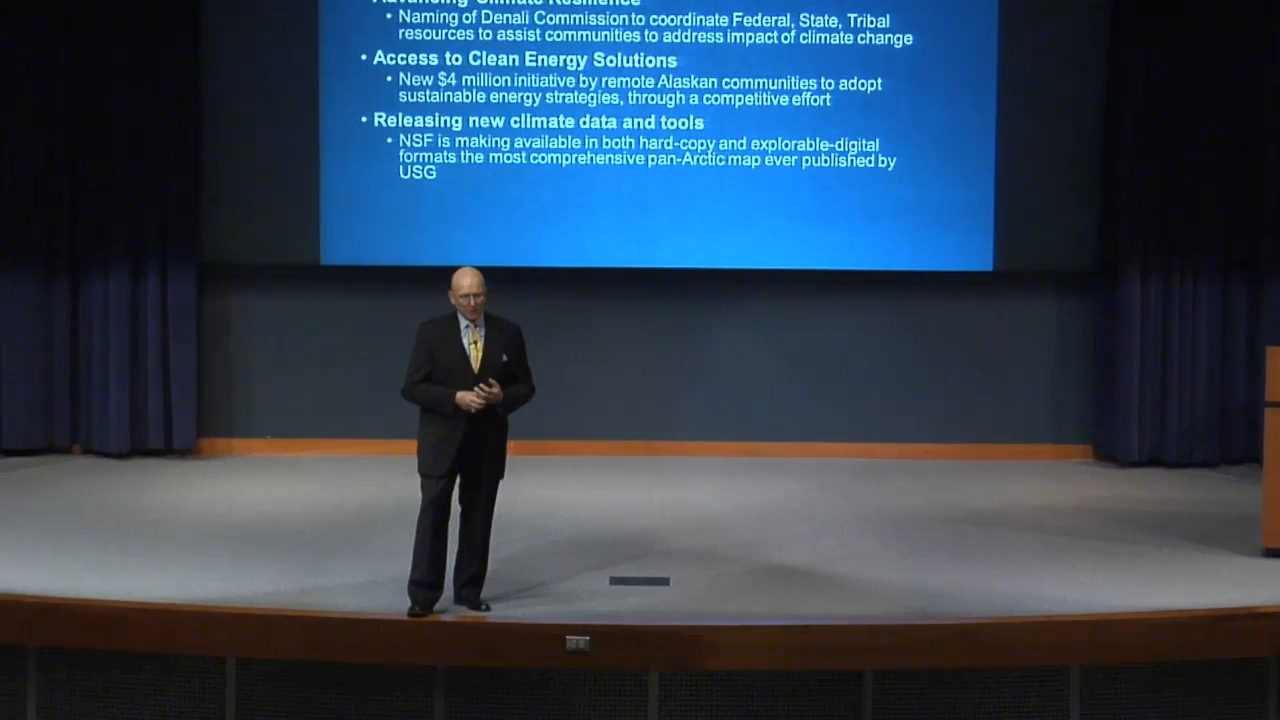 Advancing Climate Resilience
• Naming of Denali Commission to coordinate Federal, State, Tribal
resources to assist communities to address impact of climate change
• Access to Clean Energy Solutions
• New $4 million initiative by remote Alaskan communities to adopt
sustainable energy strategies, through a competitive effort
• Releasing new climate data and tools
• NSF is making available in both hard-copy and explorable-digital
formats the most comprehensive pan-Arctic map ever published by
USG